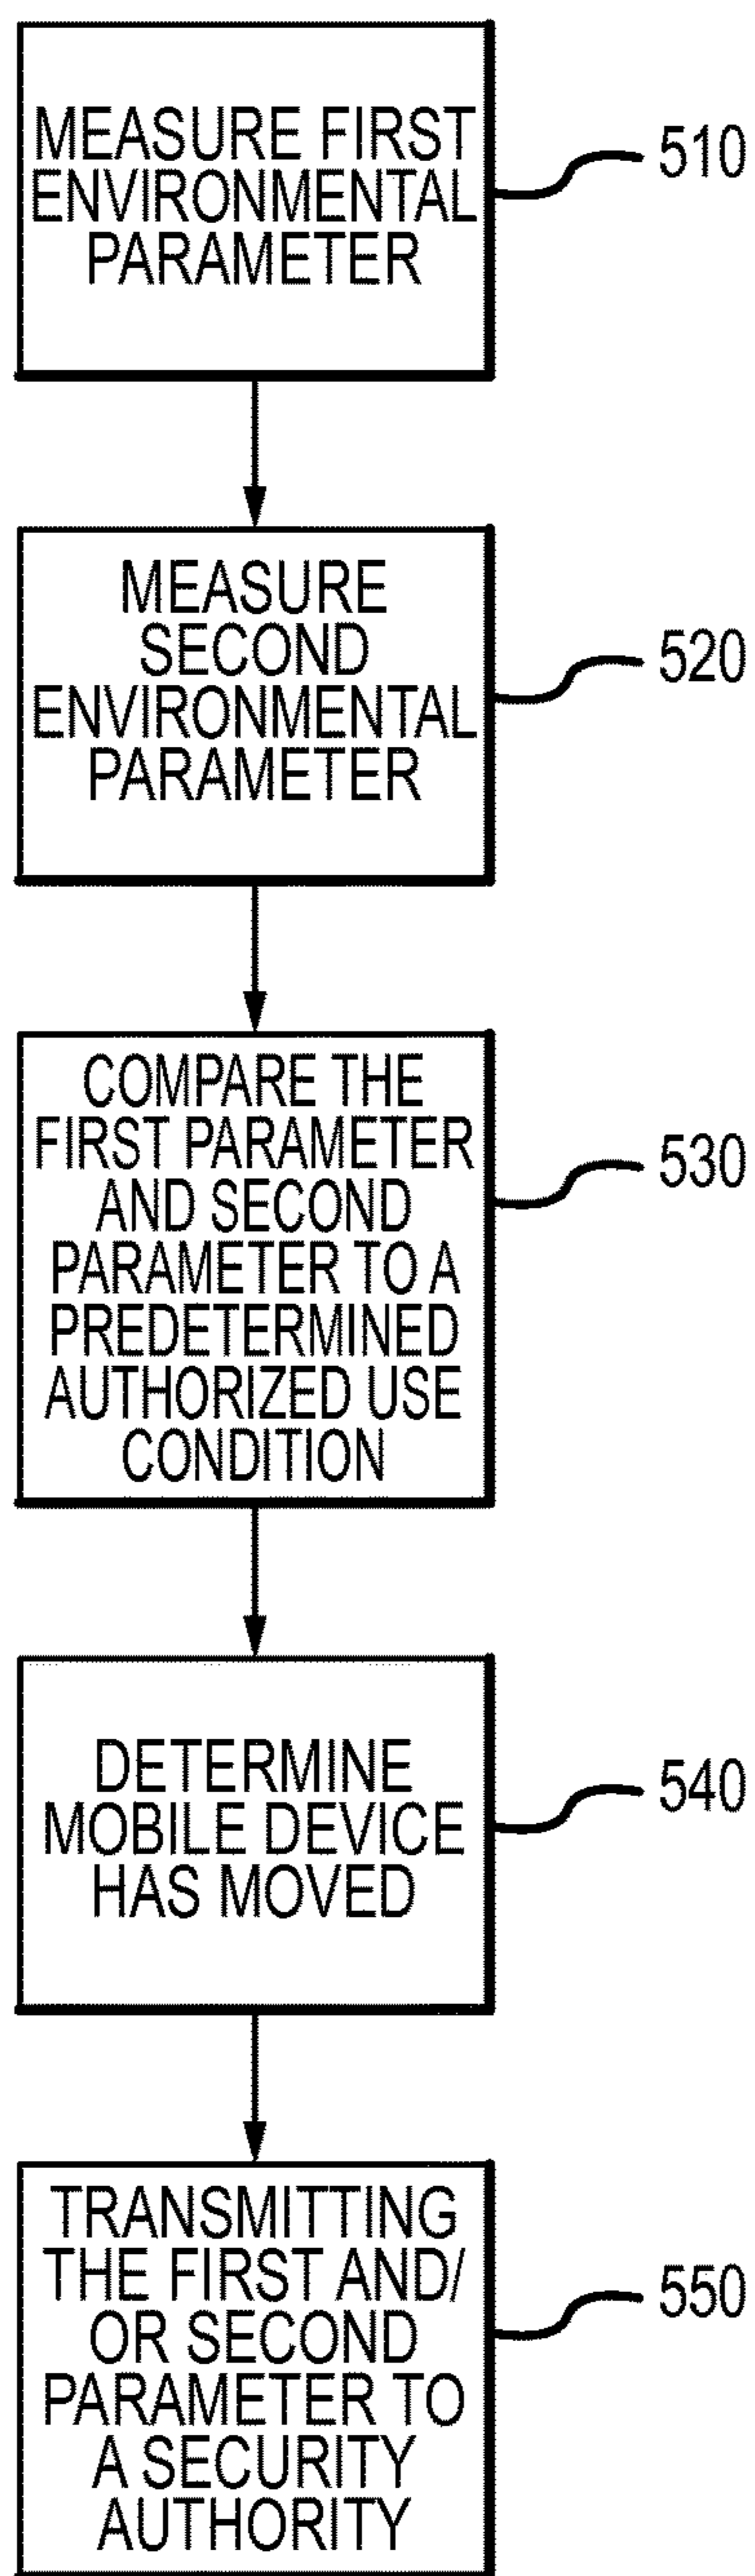 MEASURE FIRST
ENVIRONMENTAL
PARAMETER
510
MEASURE
SECOND
ENVIRONMENTAL
PARAMETER
520
COMPARE THE
FIRST PARAMETER
AND SECOND
PARAMETER TO A
PREDETERMINED
AUTHORIZED USE
CONDITION
530
DETERMINE
MOBILE DEVICE
HAS MOVED
540
TRANSMITTING
THE FIRST AND/
OR SECOND
PARAMETER TO
A SECURITY
AUTHORITY
550